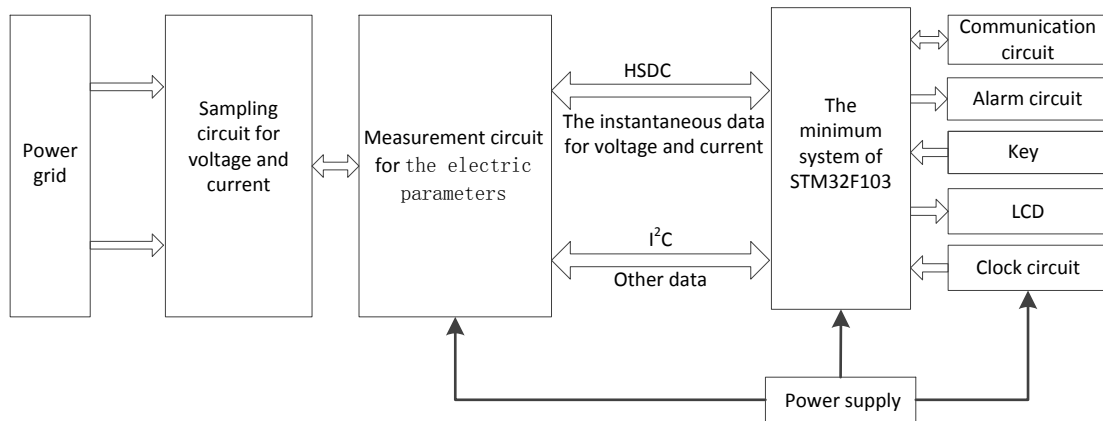 Power
grid
Sampling
circuit for
voltage and
current
Measurement circuit
for the electric
parameters
HSDC
The instantaneous data
for voltage and current
I²C
Other data
The
minimum
system of
STM32F103
Communication
circuit
Alarm circuit
Key
LCD
Clock circuit
Power supply